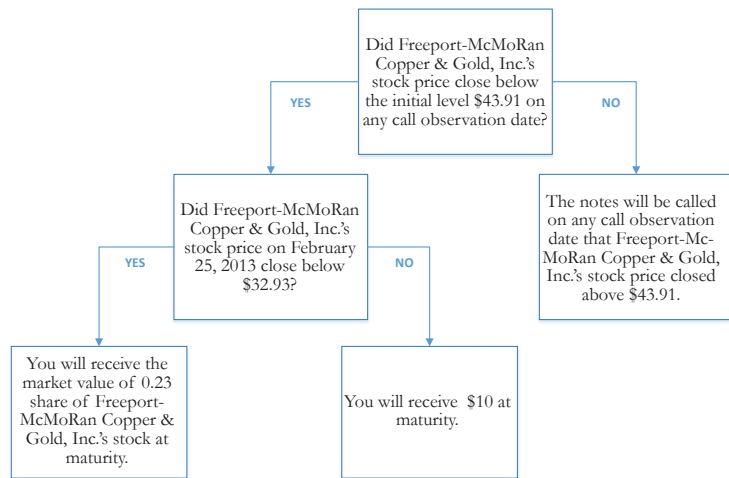 Did Freeport-McMoRan
Copper & Gold, Inc.'s
stock price close below
the initial level $43.91 on
any call observation date?
YES
NO
Did Freeport-McMoRan
Copper & Gold, Inc.'s
stock price on February
25, 2013 close below
$32.93?
The notes will be called
on any call observation
date that Freeport-Mc-
MoRan Copper & Gold,
Inc.'s stock price closed
above $43.91.
YES
NO
You will receive the
market value of 0.23
share of Freeport-
McMoRan Copper &
Gold, Inc.'s stock at
maturity.
You will receive $10 at
maturity.